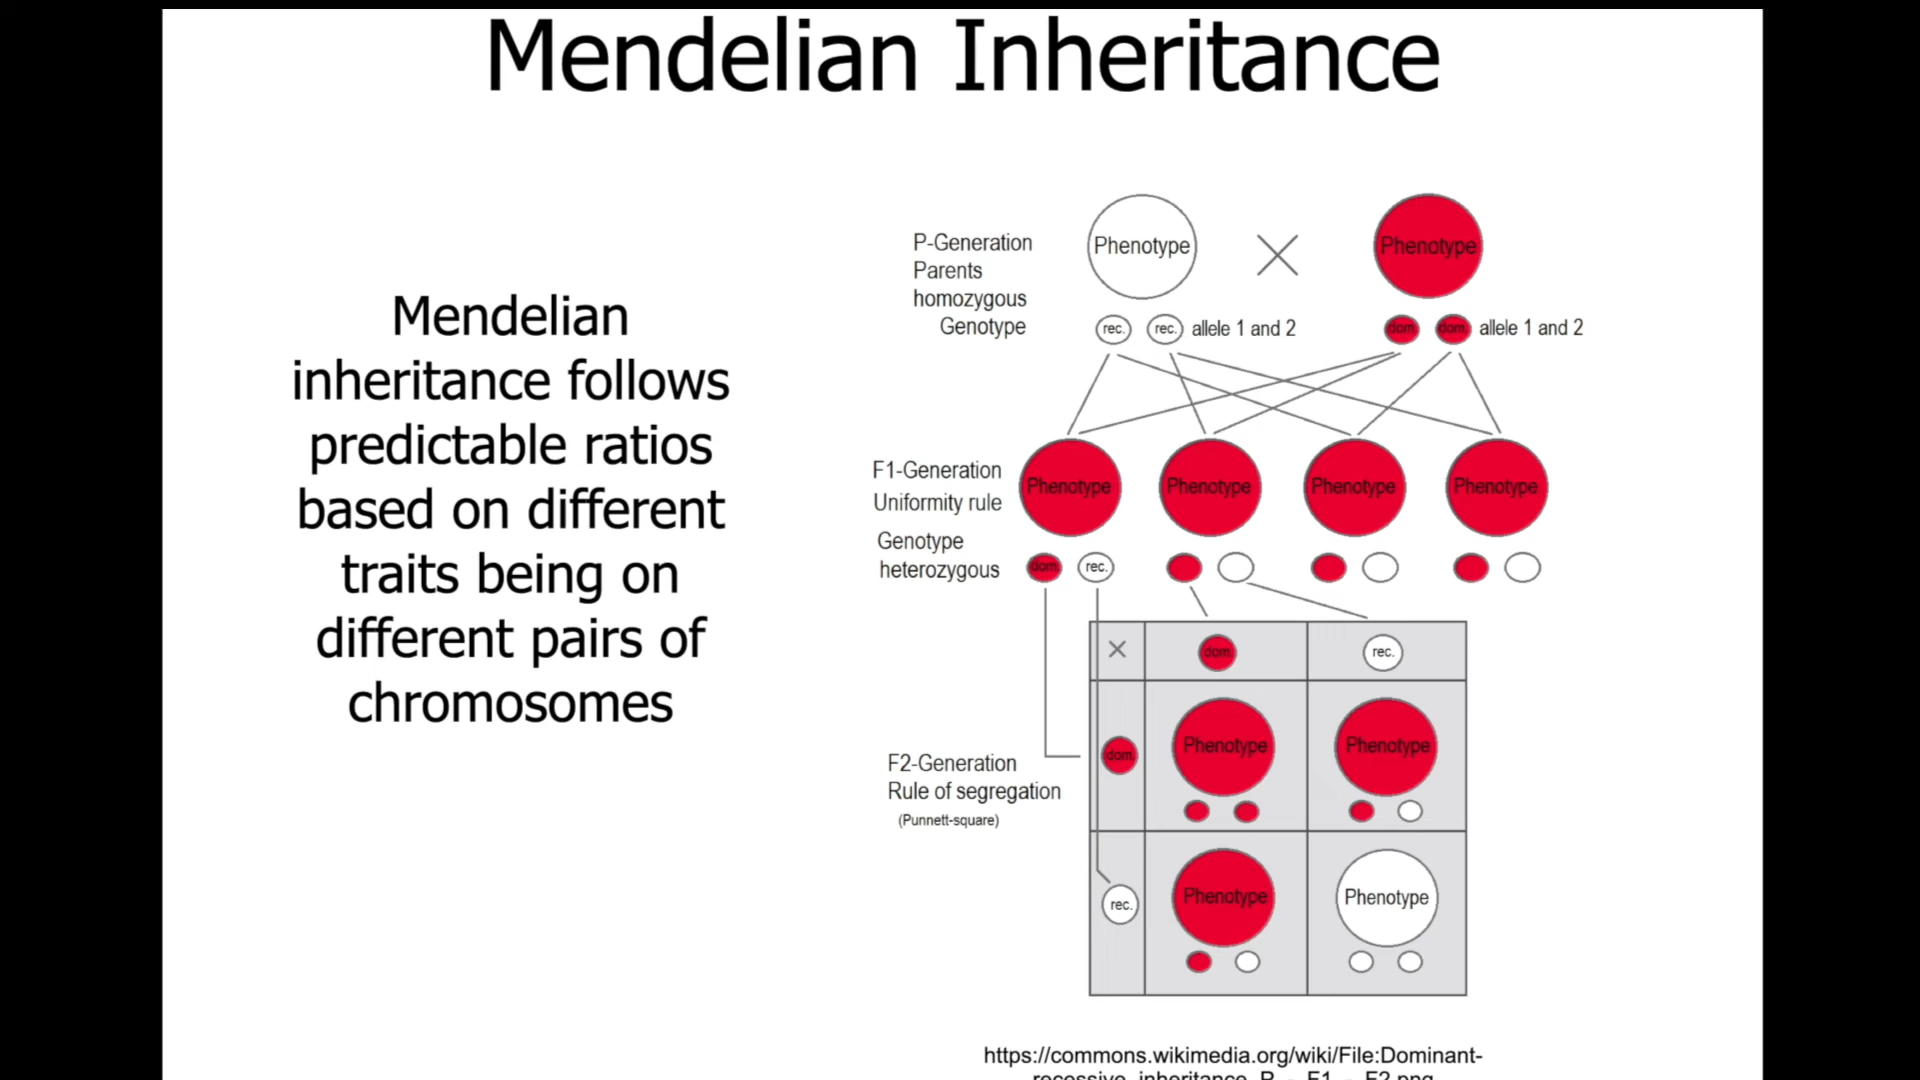 Mendelian Inheritance
Mendelian
inheritance follows
predictable ratios
based on different
traits being on
different pairs of
chromosomes
P-Generation
Parents
homozygous
Genotype
Phenotype
Phenotype
rec. rec. allele 1 and 2
dom. dom. allele 1 and 2
F1-Generation
Uniformity rule
Phenotype Phenotype Phenotype Phenotype
Genotype
heterozygous
dom. rec.
dom. rec.
F2-Generation
Rule of segregation
(Punnett-square)
dom. Phenotype Phenotype
rec. Phenotype Phenotype
https://commons.wikimedia.org/wiki/File:Dominant-
recessive_inheritance_P_-_F1_-_F2.png